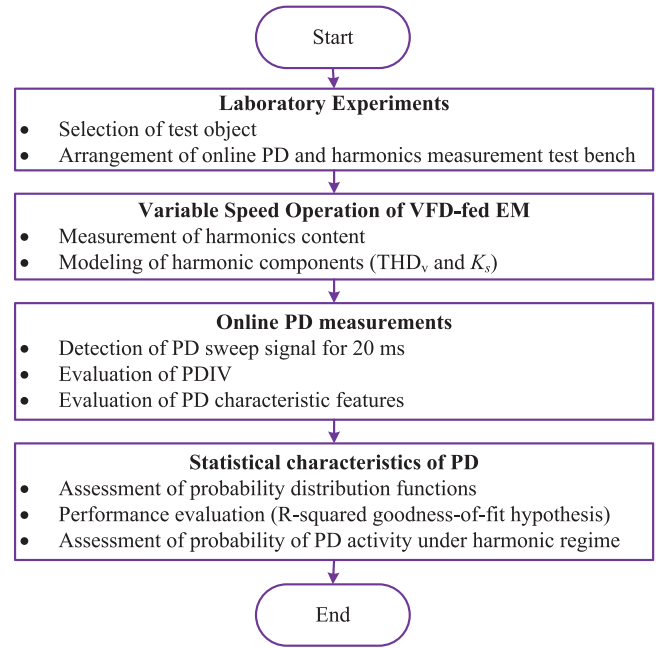 Start
Laboratory Experiments
• Selection of test object
• Arrangement of online PD and harmonics measurement test bench
Variable Speed Operation of VFD-fed EM
• Measurement of harmonics content
• Modeling of harmonic components (THDv and Ks)
Online PD measurements
• Detection of PD sweep signal for 20 ms
• Evaluation of PDIV
• Evaluation of PD characteristic features
Statistical characteristics of PD
• Assessment of probability distribution functions
• Performance evaluation (R-squared goodness-of-fit hypothesis)
• Assessment of probability of PD activity under harmonic regime
End